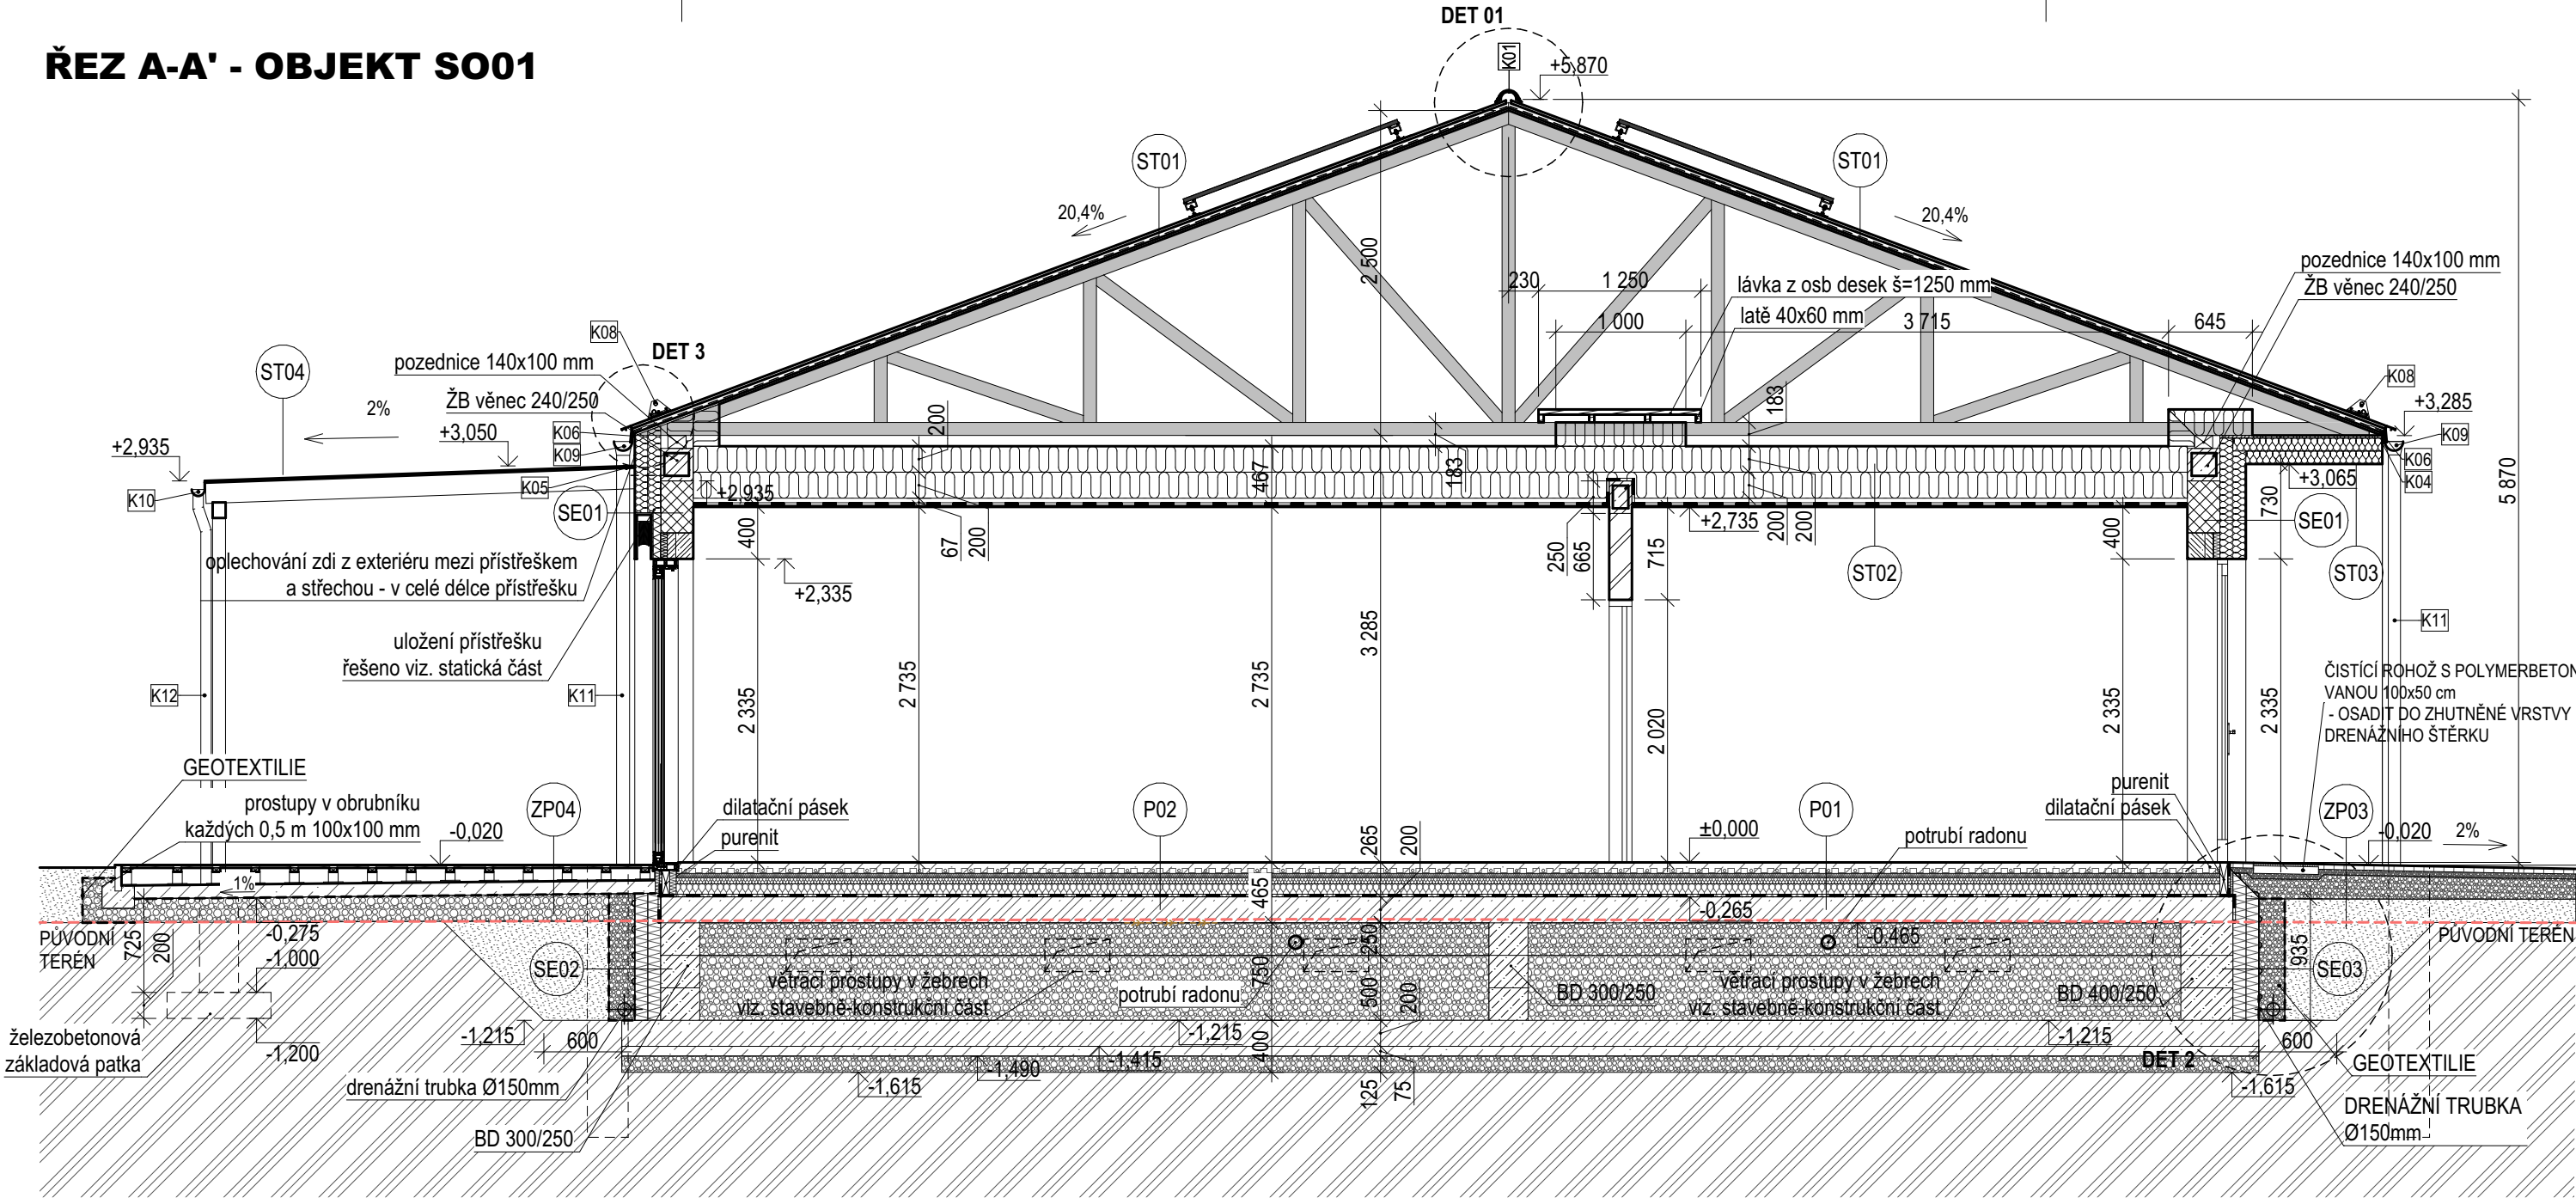 DET 01
ŘEZ A-A' - OBJEKT SO01
K01
+5,870
ST01
ST01
20,4%
20,4%
2 500
230
1 250
lávka z osb desek š=1250 mm
latě 40x60 mm
1 000
3 715
645
pozednice 140x100 mm
ŽB věnec 240/250
K08
DET 3
pozednice 140x100 mm
ŽB věnec 240/250
ST04
2%
+3,050
+2,935
K06
K09
K05
K10
SE01
200
183
183
467
+2,935
K08
+3,285
K09
K06
K04
+3,065
5 870
730
SE01
ST03
ST02
400
67
200
+2,335
250
665
715
+2,735
200
200
400
oplechování zdi z exteriéru mezi přístřeškem
a střechou - v celé délce přístřešku
uložení přístřešku
řešeno viz. statická část
K12
K11
K11
2 335
2 735
2 735
3 285
2 020
2 335
2 335
ČISTÍCÍ ROHOŽ S POLYMERBETON
VANOU 100x50 cm
- OSADIT DO ZHUTNĚNÉ VRSTVY
DRENÁŽNÍHO ŠTĚRKU
GEOTEXTILIE
prostupy v obrubníku
každých 0,5 m 100x100 mm
ZP04
-0,020
dilatační pásek
purenit
P02
265
200
±0,000
P01
potrubí radonu
purenit
dilatační pásek
ZP03
-0,020
2%
1%
465
-0,265
-0,465
PŮVODNÍ
TERÉN
725
200
-0,275
-1,000
-1,200
železobetonová
základová patka
SE02
větrací prostupy v žebrech
viz. stavebně-konstrukční část
potrubí radonu
750
250
500
200
BD 300/250
větrací prostupy v žebrech
viz. stavebně-konstrukční část
BD 400/250
935
SE03
PŮVODNÍ TERÉN
-1,215
600
-1,215
400
-1,215
600
DET 2
GEOTEXTILIE
-1,415
-1,490
-1,615
125
75
-1,615
drenážní trubka Ø150mm
BD 300/250
DRENÁŽNÍ TRUBKA
Ø150mm